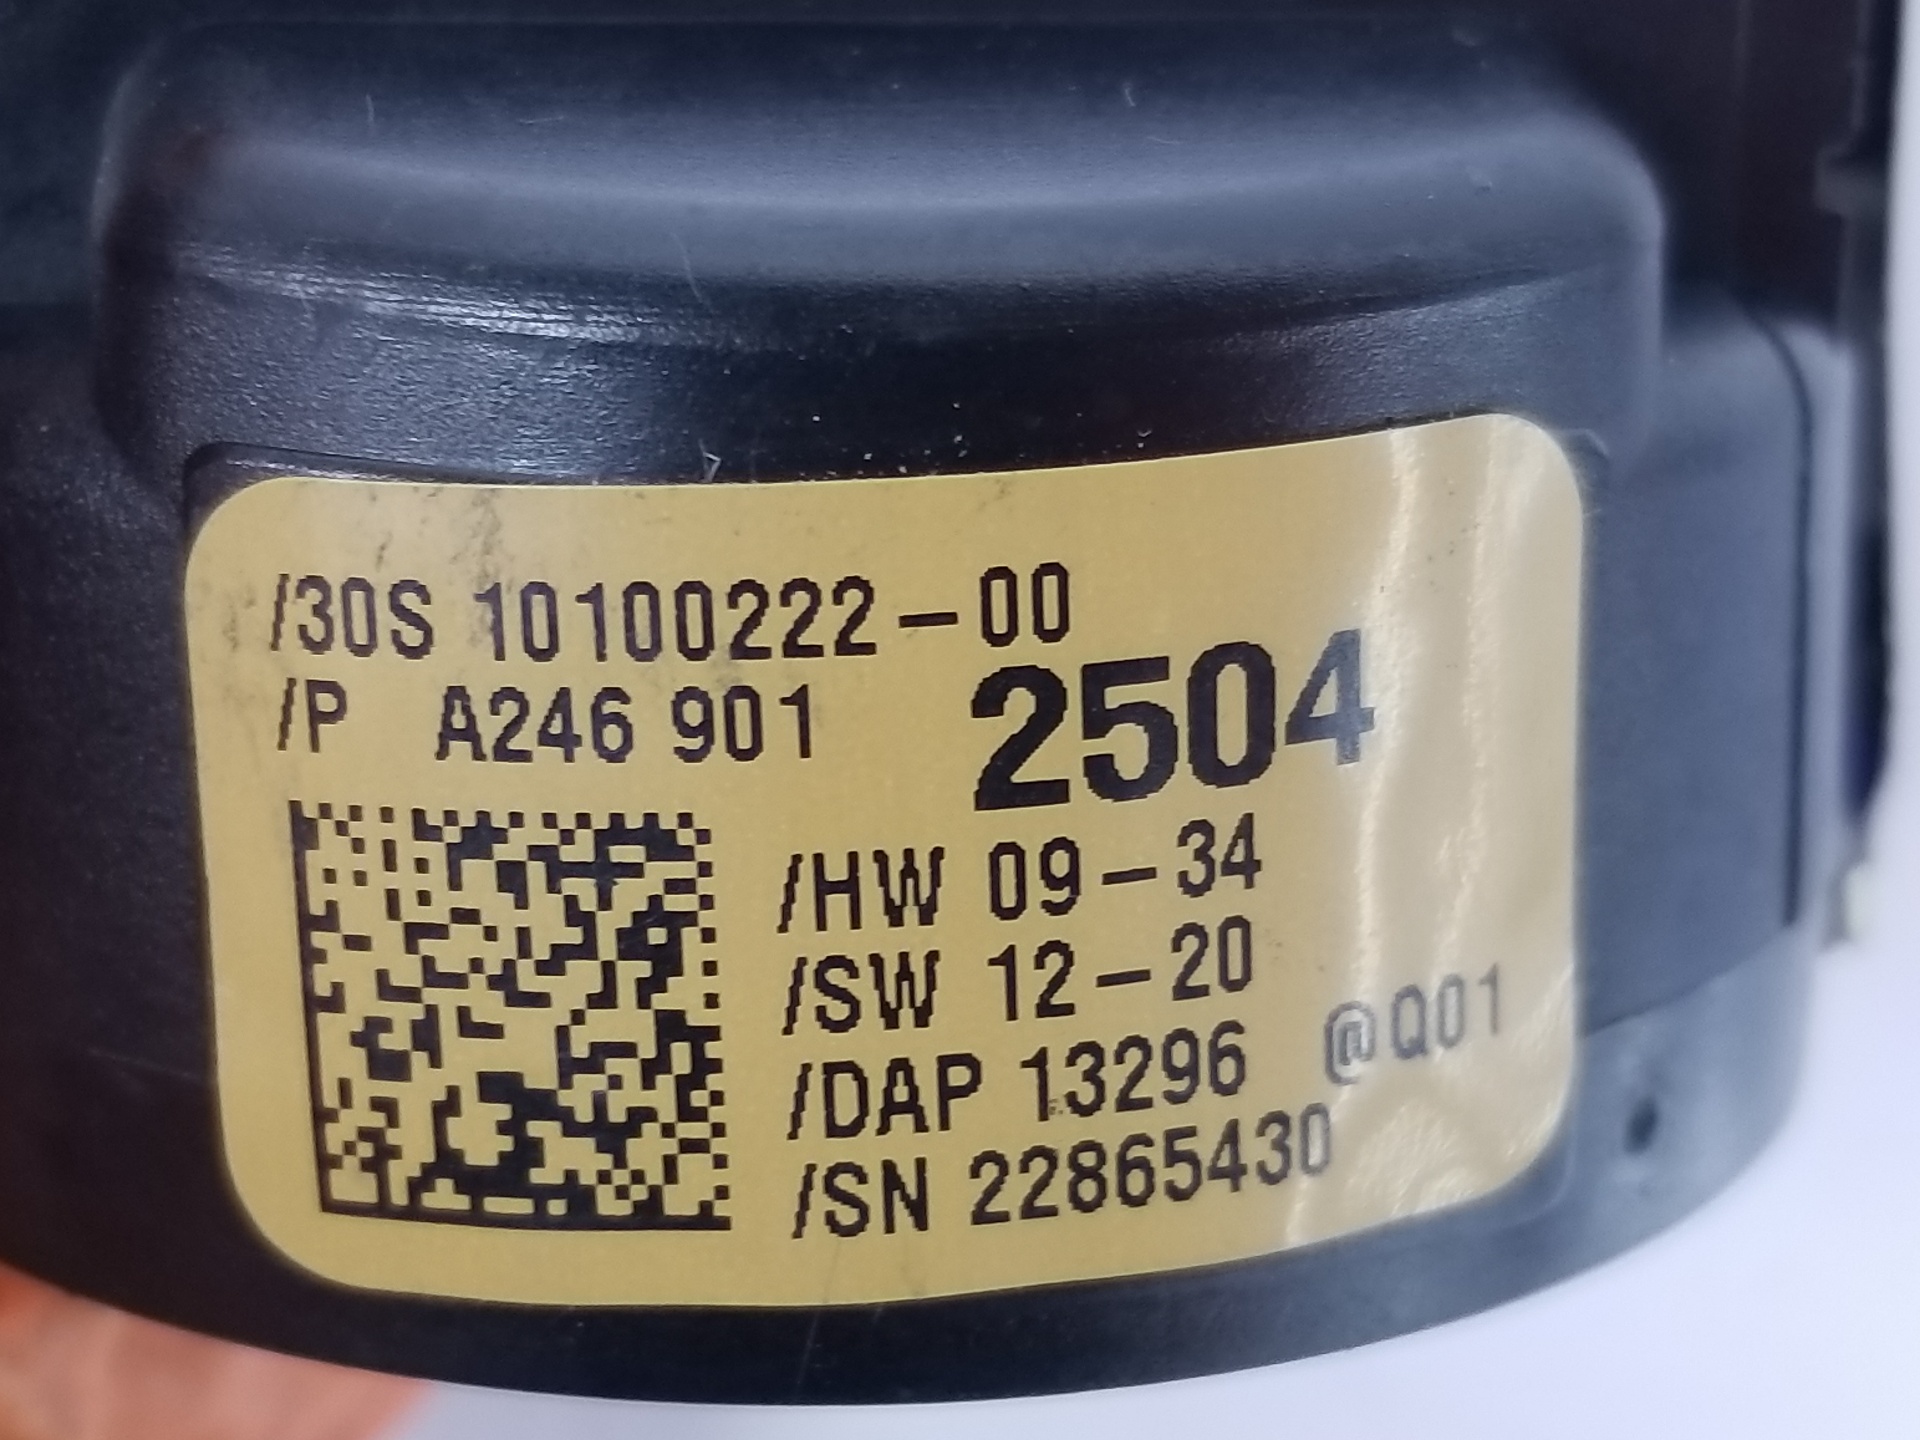 /30S 10100222-00
/P A246 901 2504
/HW 09-34
/SW 12-20
/DAP 13296 @Q01
/SN 22865430